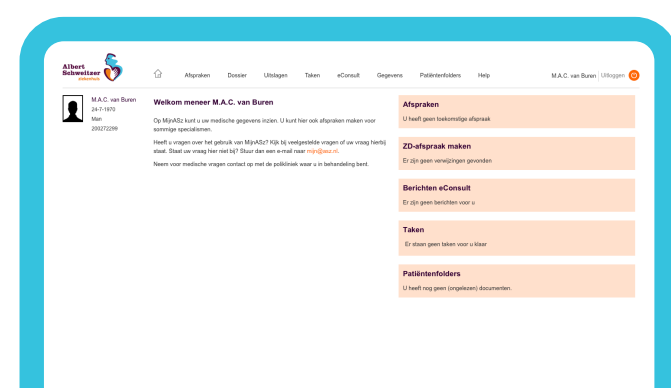 Albert
Schweitzer
ziekenhuis
Afspraken Dossier Uitslagen Taken eConsult Gegevens Patiëntenfolders Help
M.A.C. van Buren | Uitloggen
M.A.C. van Buren
24-7-1970
Man
200272299
Welkom meneer M.A.C. van Buren
Op MijnASz kunt u uw medische gegevens inzien. U kunt hier ook afspraken maken voor
sommige specialismen.
Heeft u vragen over het gebruik van MijnASz? Kijk bij veelgestelde vragen of uw vraag hierbij
staat. Staat uw vraag hier niet bij? Stuur dan een e-mail naar mijn@asz.nl.
Neem voor medische vragen contact op met de polikliniek waar u in behandeling bent.
Afspraken
U heeft geen toekomstige afspraak
ZD-afspraak maken
Er zijn geen verwijzingen gevonden
Berichten eConsult
Er zijn geen berichten voor u
Taken
Er staan geen taken voor u klaar
Patiëntenfolders
U heeft nog geen (ongelezen) documenten.